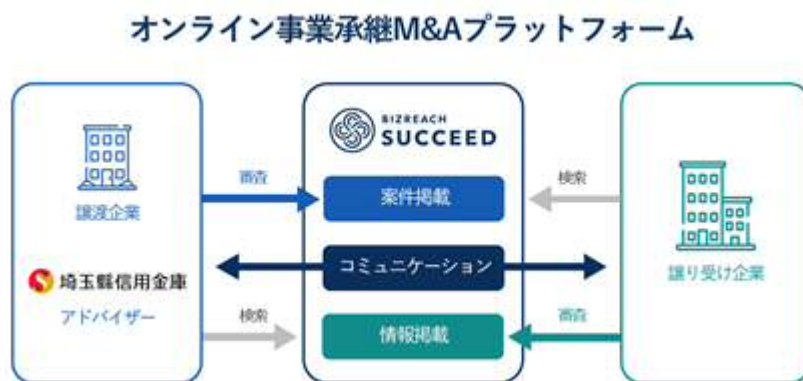 オンライン事業承継M&Aプラットフォーム
BIZREACH
SUCCEED
譲渡企業
審査
案件掲載
検索
コミュニケーション
埼玉縣信用金庫
アドバイザー
譲り受け企業
検索
情報掲載
審査